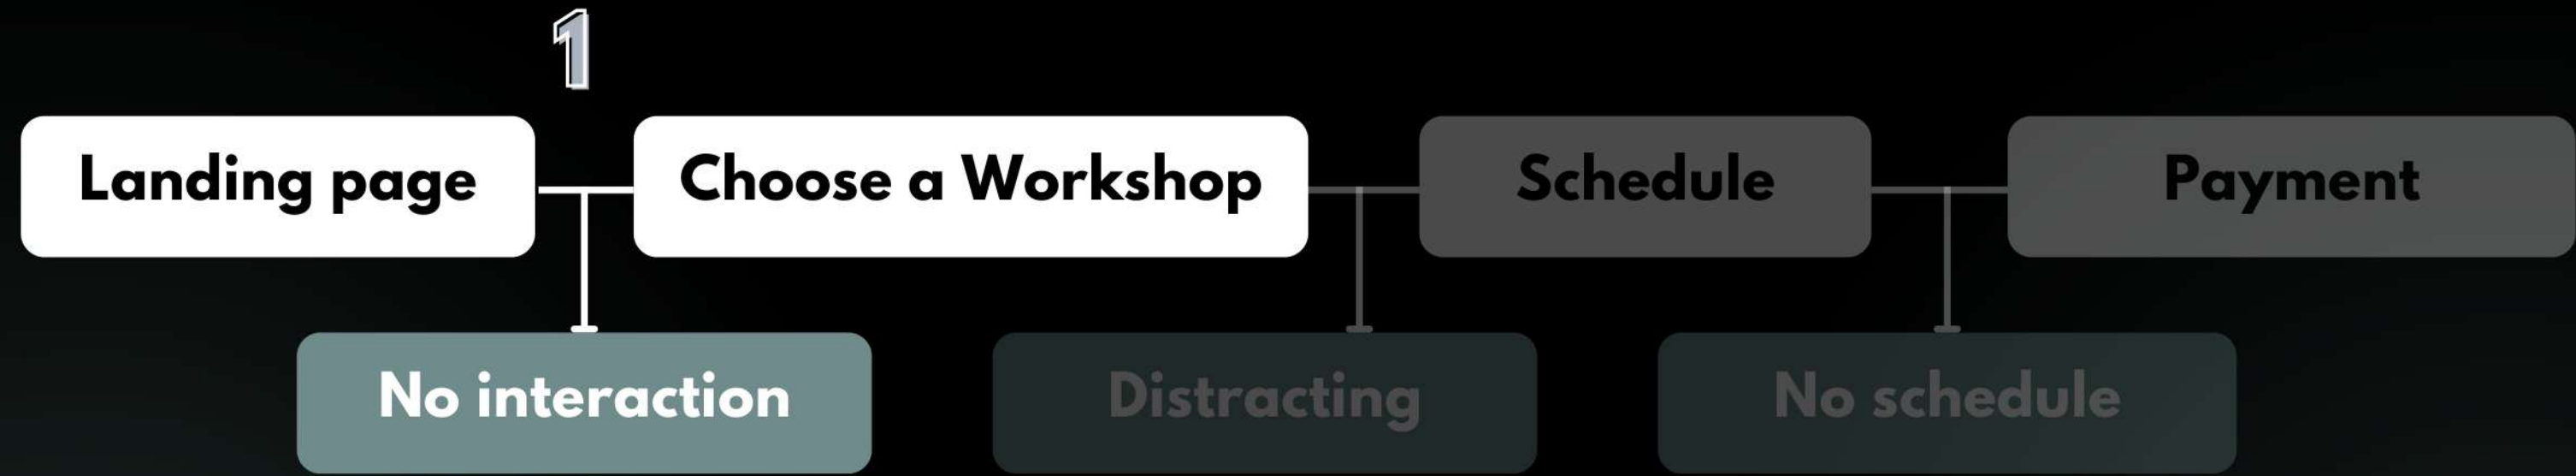 1
Landing page
Choose a Workshop
Schedule
Payment
No interaction
Distracting
No schedule